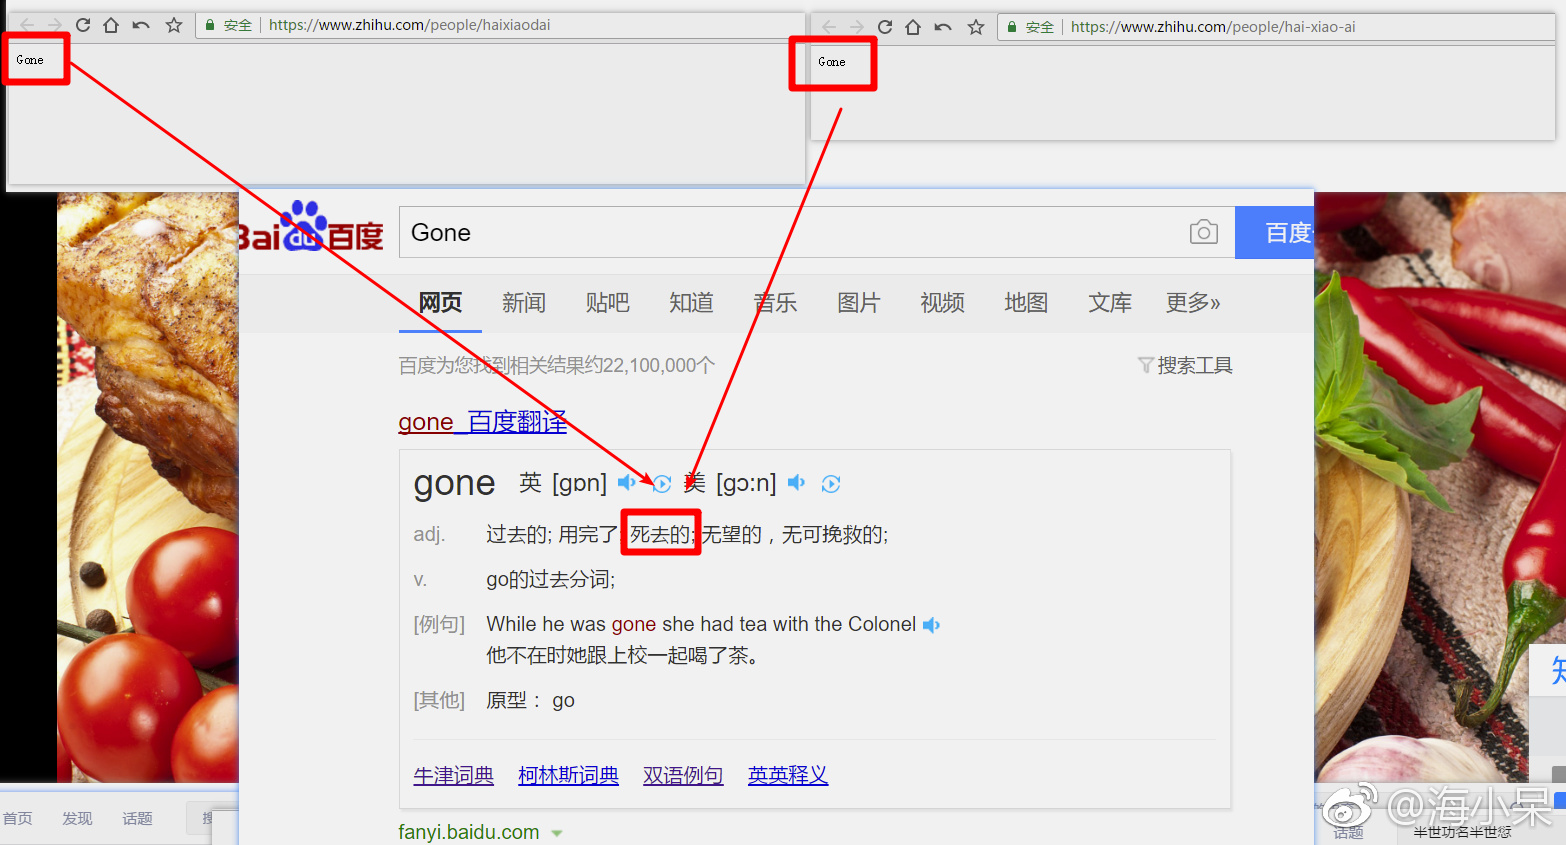 安全 https://www.zhihu.com/people/haixiaodai
安全 https://www.zhihu.com/people/hai-xiao-ai
Gone
Gone
Bai du 百度
Gone
百度
网页 新闻 贴吧 知道 音乐 图片 视频 地图 文库 更多»
百度为您找到相关结果约22,100,000个
搜索工具
gone_百度翻译
gone 英 [gɒn] 美 [gɔ:n]
adj. 过去的; 用完了; 死去的; 无望的，无可挽救的;
v. go的过去分词;
[例句] While he was gone she had tea with the Colonel
他不在时她跟上校一起喝了茶。
[其他] 原型： go
牛津词典 柯林斯词典 双语例句 英英释义
fanyi.baidu.com
首页 发现 话题
@海小呆
话题
半世功名半世愆